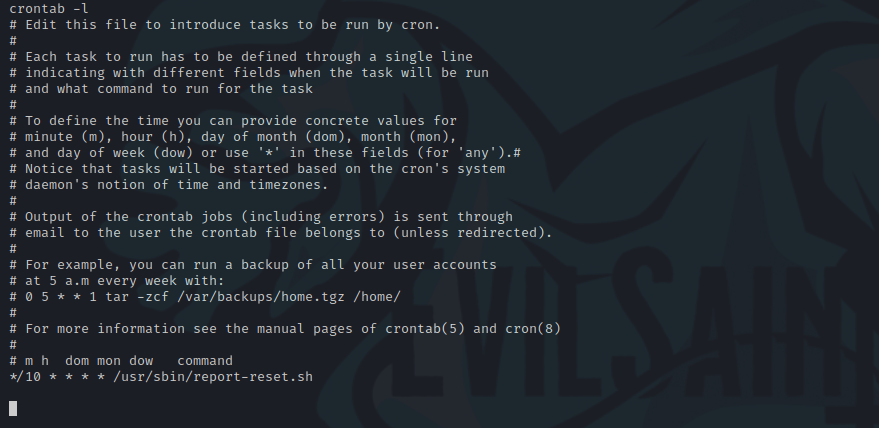 crontab -l
# Edit this file to introduce tasks to be run by cron.
#
# Each task to run has to be defined through a single line
# indicating with different fields when the task will be run
# and what command to run for the task
#
# To define the time you can provide concrete values for
# minute (m), hour (h), day of month (dom), month (mon),
# and day of week (dow) or use '*' in these fields (for 'any').#
# Notice that tasks will be started based on the cron's system
# daemon's notion of time and timezones.
#
# Output of the crontab jobs (including errors) is sent through
# email to the user the crontab file belongs to (unless redirected).
#
# For example, you can run a backup of all your user accounts
# at 5 a.m every week with:
# 0 5 * * 1 tar -zcf /var/backups/home.tgz /home/
#
# For more information see the manual pages of crontab(5) and cron(8)
#
# m h  dom mon dow   command
*/10 * * * * /usr/sbin/report-reset.sh
EVILSAIN